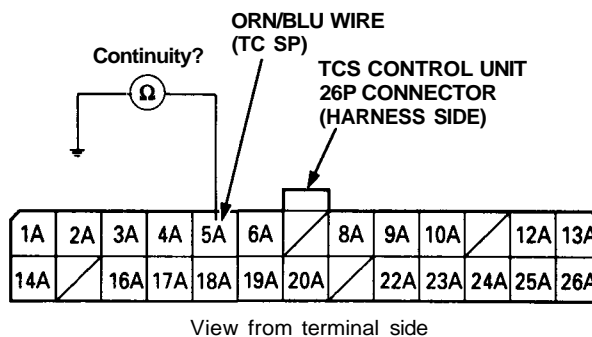 ORN/BLU WIRE
(TC SP)
Continuity?
TCS CONTROL UNIT
26P CONNECTOR
(HARNESS SIDE)
Ω
1A 2A 3A 4A 5A 6A 8A 9A 10A 12A 13A
14A 16A 17A 18A 19A 20A 22A 23A 24A 25A 26A
View from terminal side